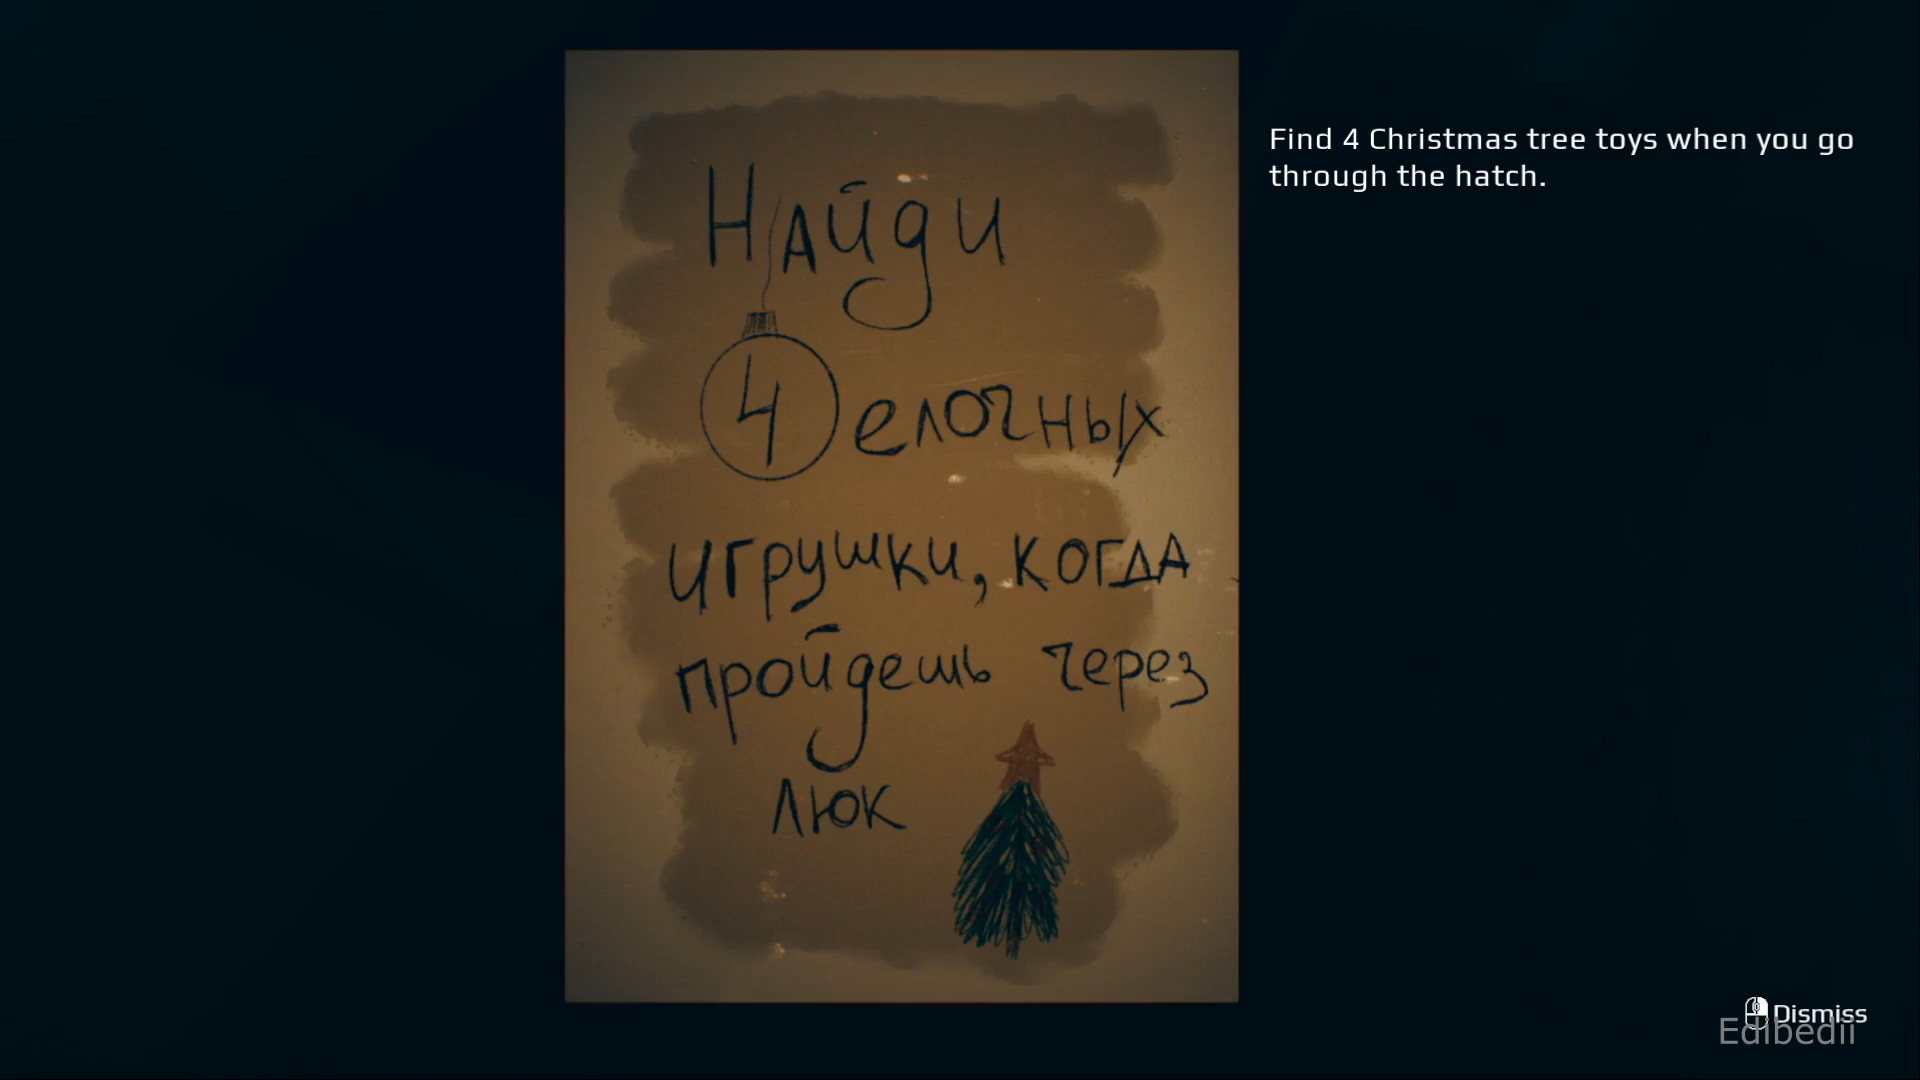 Найди
4 елочных
игрушки, когда
пройдешь через
люк
Find 4 Christmas tree toys when you go
through the hatch.
Dismiss
Edibedii